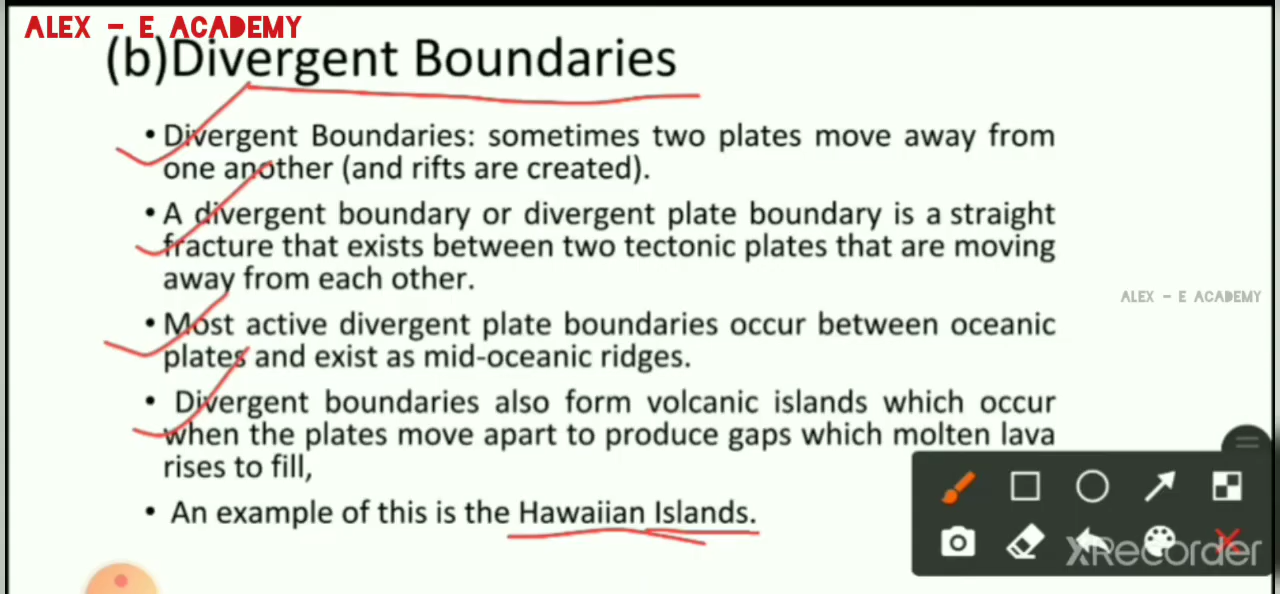 ALEX - E ACADEMY
(b)Divergent Boundaries
• Divergent Boundaries: sometimes two plates move away from
one another (and rifts are created).
• A divergent boundary or divergent plate boundary is a straight
fracture that exists between two tectonic plates that are moving
away from each other.
ALEX - E ACADEMY
• Most active divergent plate boundaries occur between oceanic
plates and exist as mid-oceanic ridges.
• Divergent boundaries also form volcanic islands which occur
when the plates move apart to produce gaps which molten lava
rises to fill,
• An example of this is the Hawaiian Islands.
XRecorder